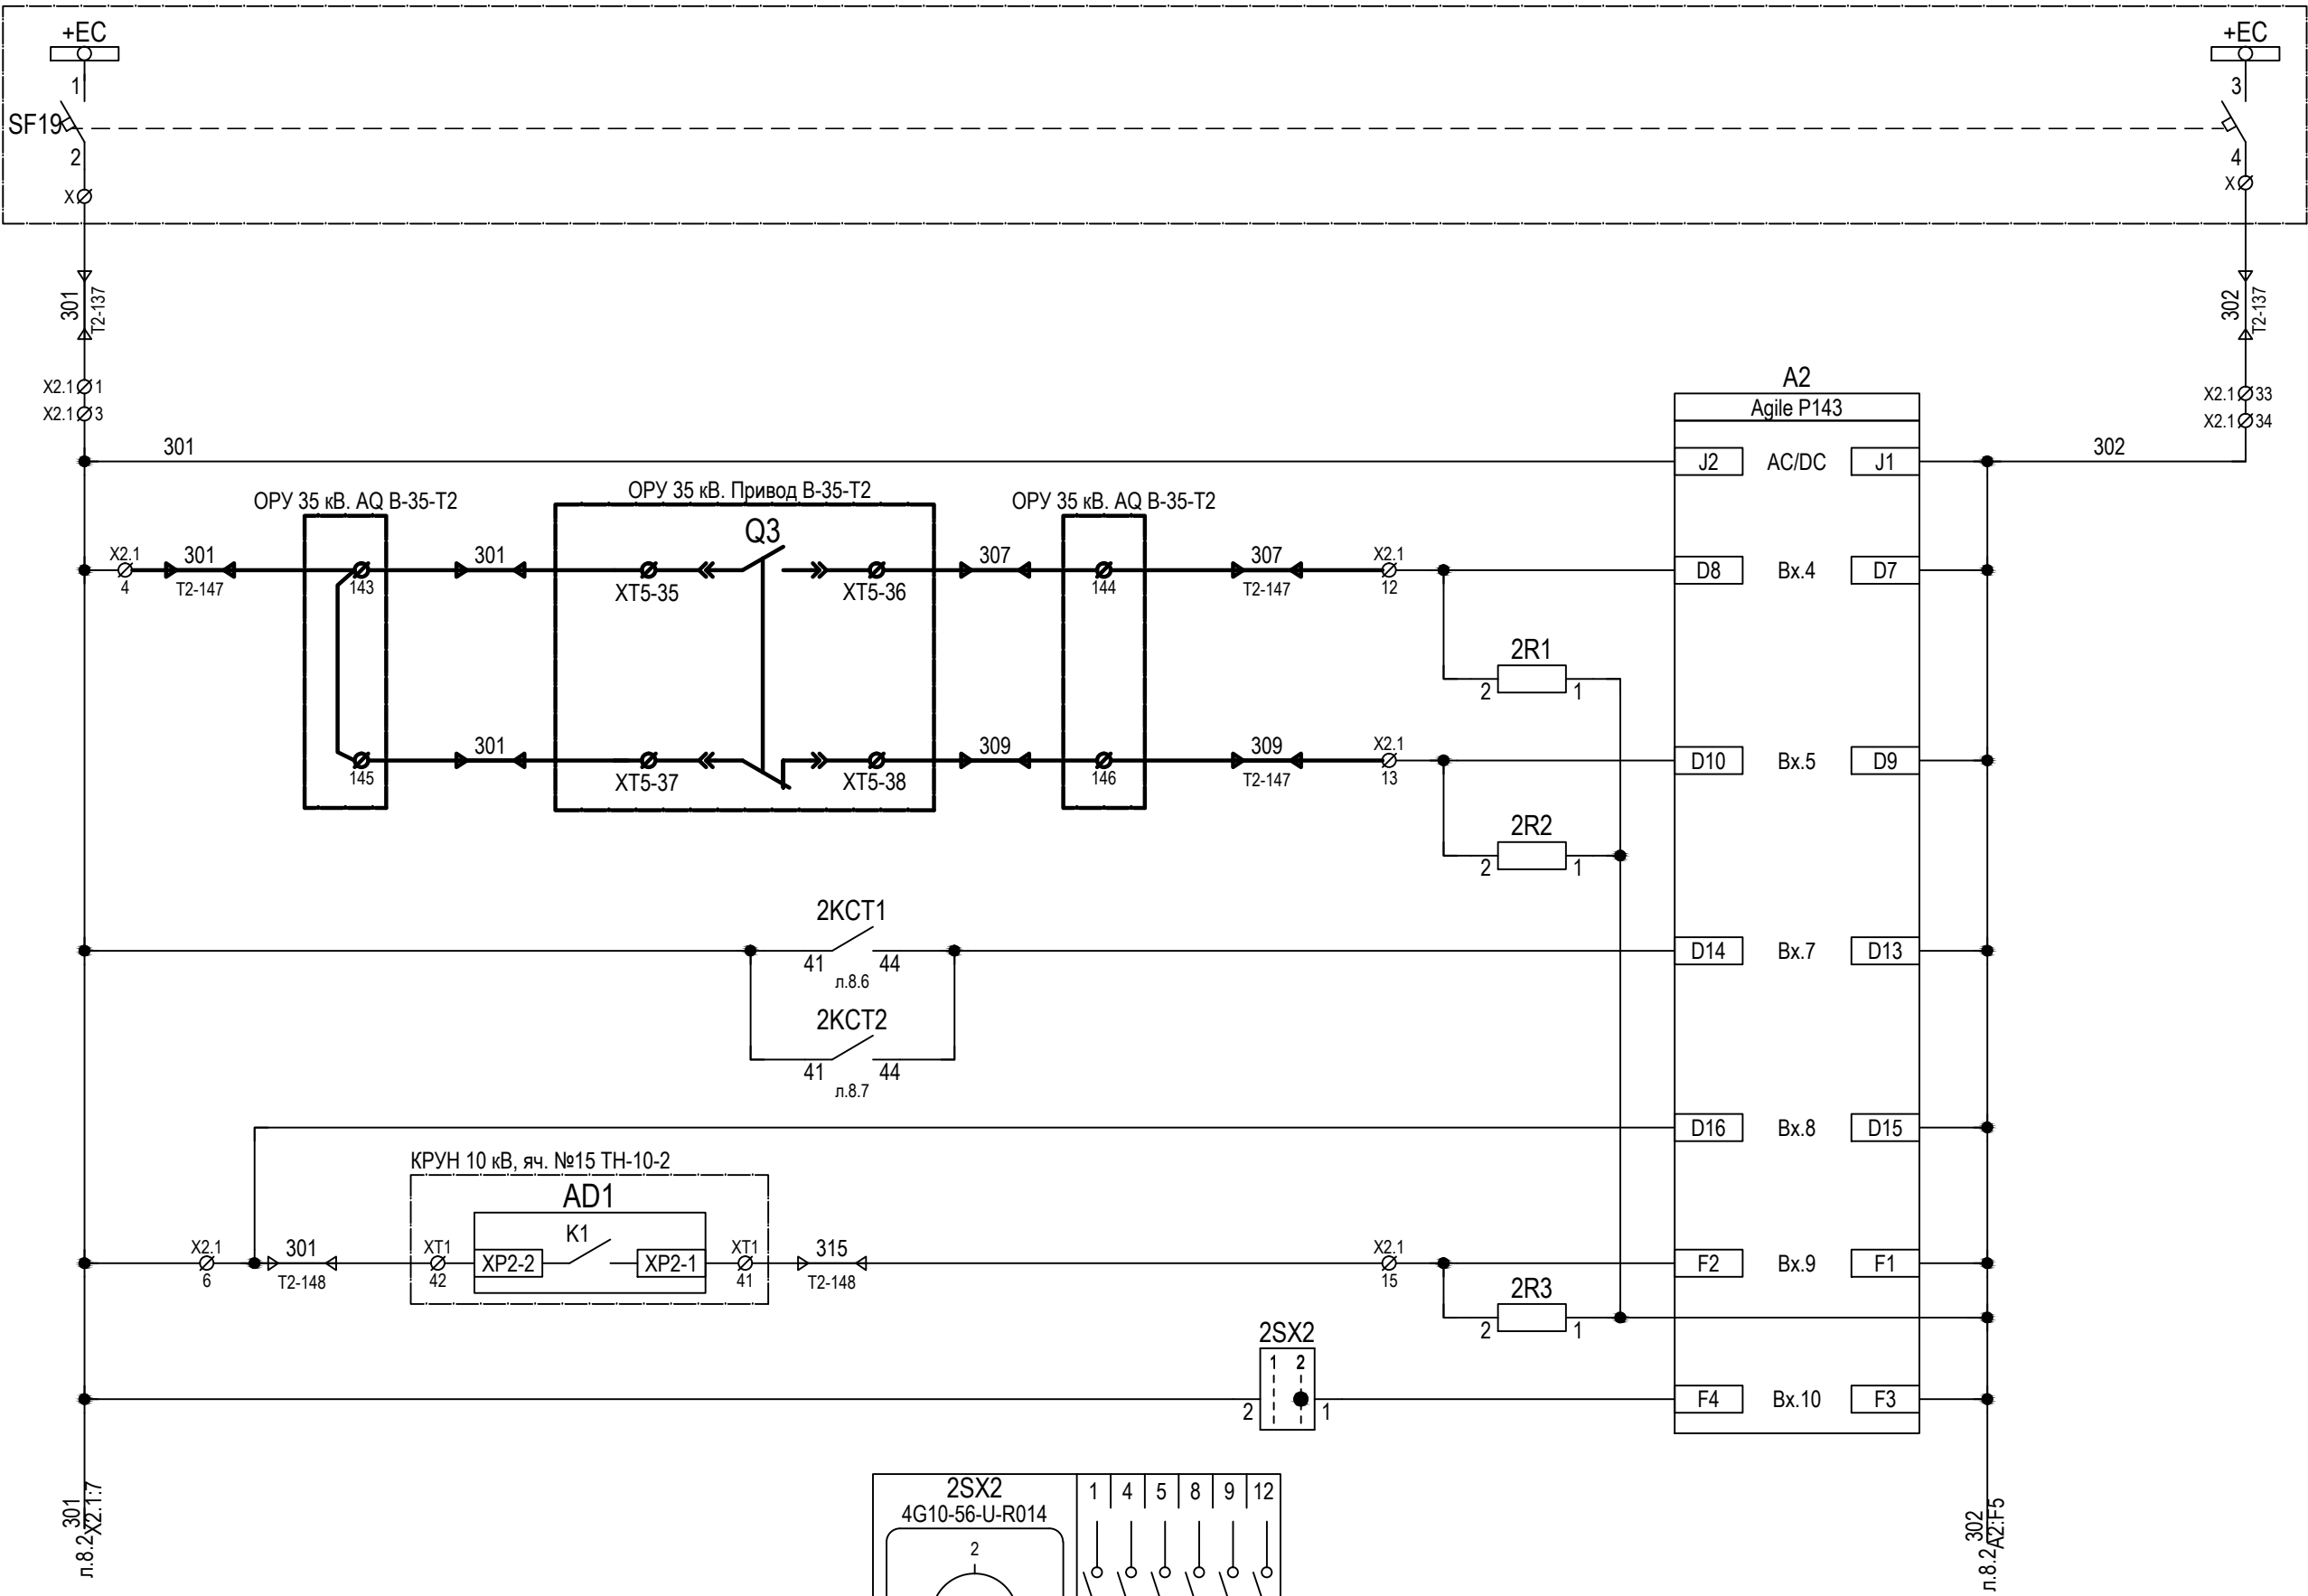 +EC
+EC
1
3
SF19
2
4
X
X
301
T2-137
302
T2-137
X2.1 1
X2.1 3
X2.1 33
X2.1 34
A2
Agile P143
301
J2 AC/DC J1
302
ОРУ 35 кВ. AQ В-35-Т2
ОРУ 35 кВ. Привод В-35-Т2
ОРУ 35 кВ. AQ В-35-Т2
Q3
X2.1
4
301
T2-147
143
301
XT5-35
XT5-36
307
144
307
T2-147
X2.1
12
D8 Вх.4 D7
2R1
2 1
145
301
XT5-37
XT5-38
309
146
309
T2-147
X2.1
13
D10 Вх.5 D9
2R2
2 1
2KCT1
41 44
л.8.6
D14 Вх.7 D13
2KCT2
41 44
л.8.7
D16 Вх.8 D15
КРУН 10 кВ, яч. №15 ТН-10-2
AD1
K1
X2.1
6
301
T2-148
XT1
42
XP2-2
XP2-1
XT1
41
315
T2-148
X2.1
15
F2 Вх.9 F1
2R3
2 1
2SX2
1 2
2 1
F4 Вх.10 F3
301
X2.1:7
л.8.2
302
A2:F5
л.8.2
2SX2
4G10-56-U-R014
2
1 4 5 8 9 12